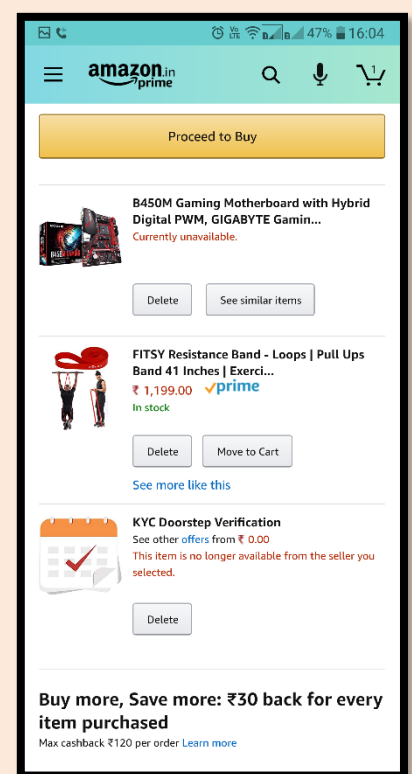 Vo
LTE
47%
16:04
amazon.in
prime
1
Proceed to Buy
B450M Gaming Motherboard with Hybrid
Digital PWM, GIGABYTE Gamin...
Currently unavailable.
Delete
See similar items
FITSY Resistance Band - Loops | Pull Ups
Band 41 Inches | Exerci...
₹ 1,199.00 prime
In stock
Delete
Move to Cart
See more like this
KYC Doorstep Verification
See other offers from ₹ 0.00
This item is no longer available from the seller you
selected.
Delete
Buy more, Save more: ₹30 back for every
item purchased
Max cashback ₹120 per order Learn more